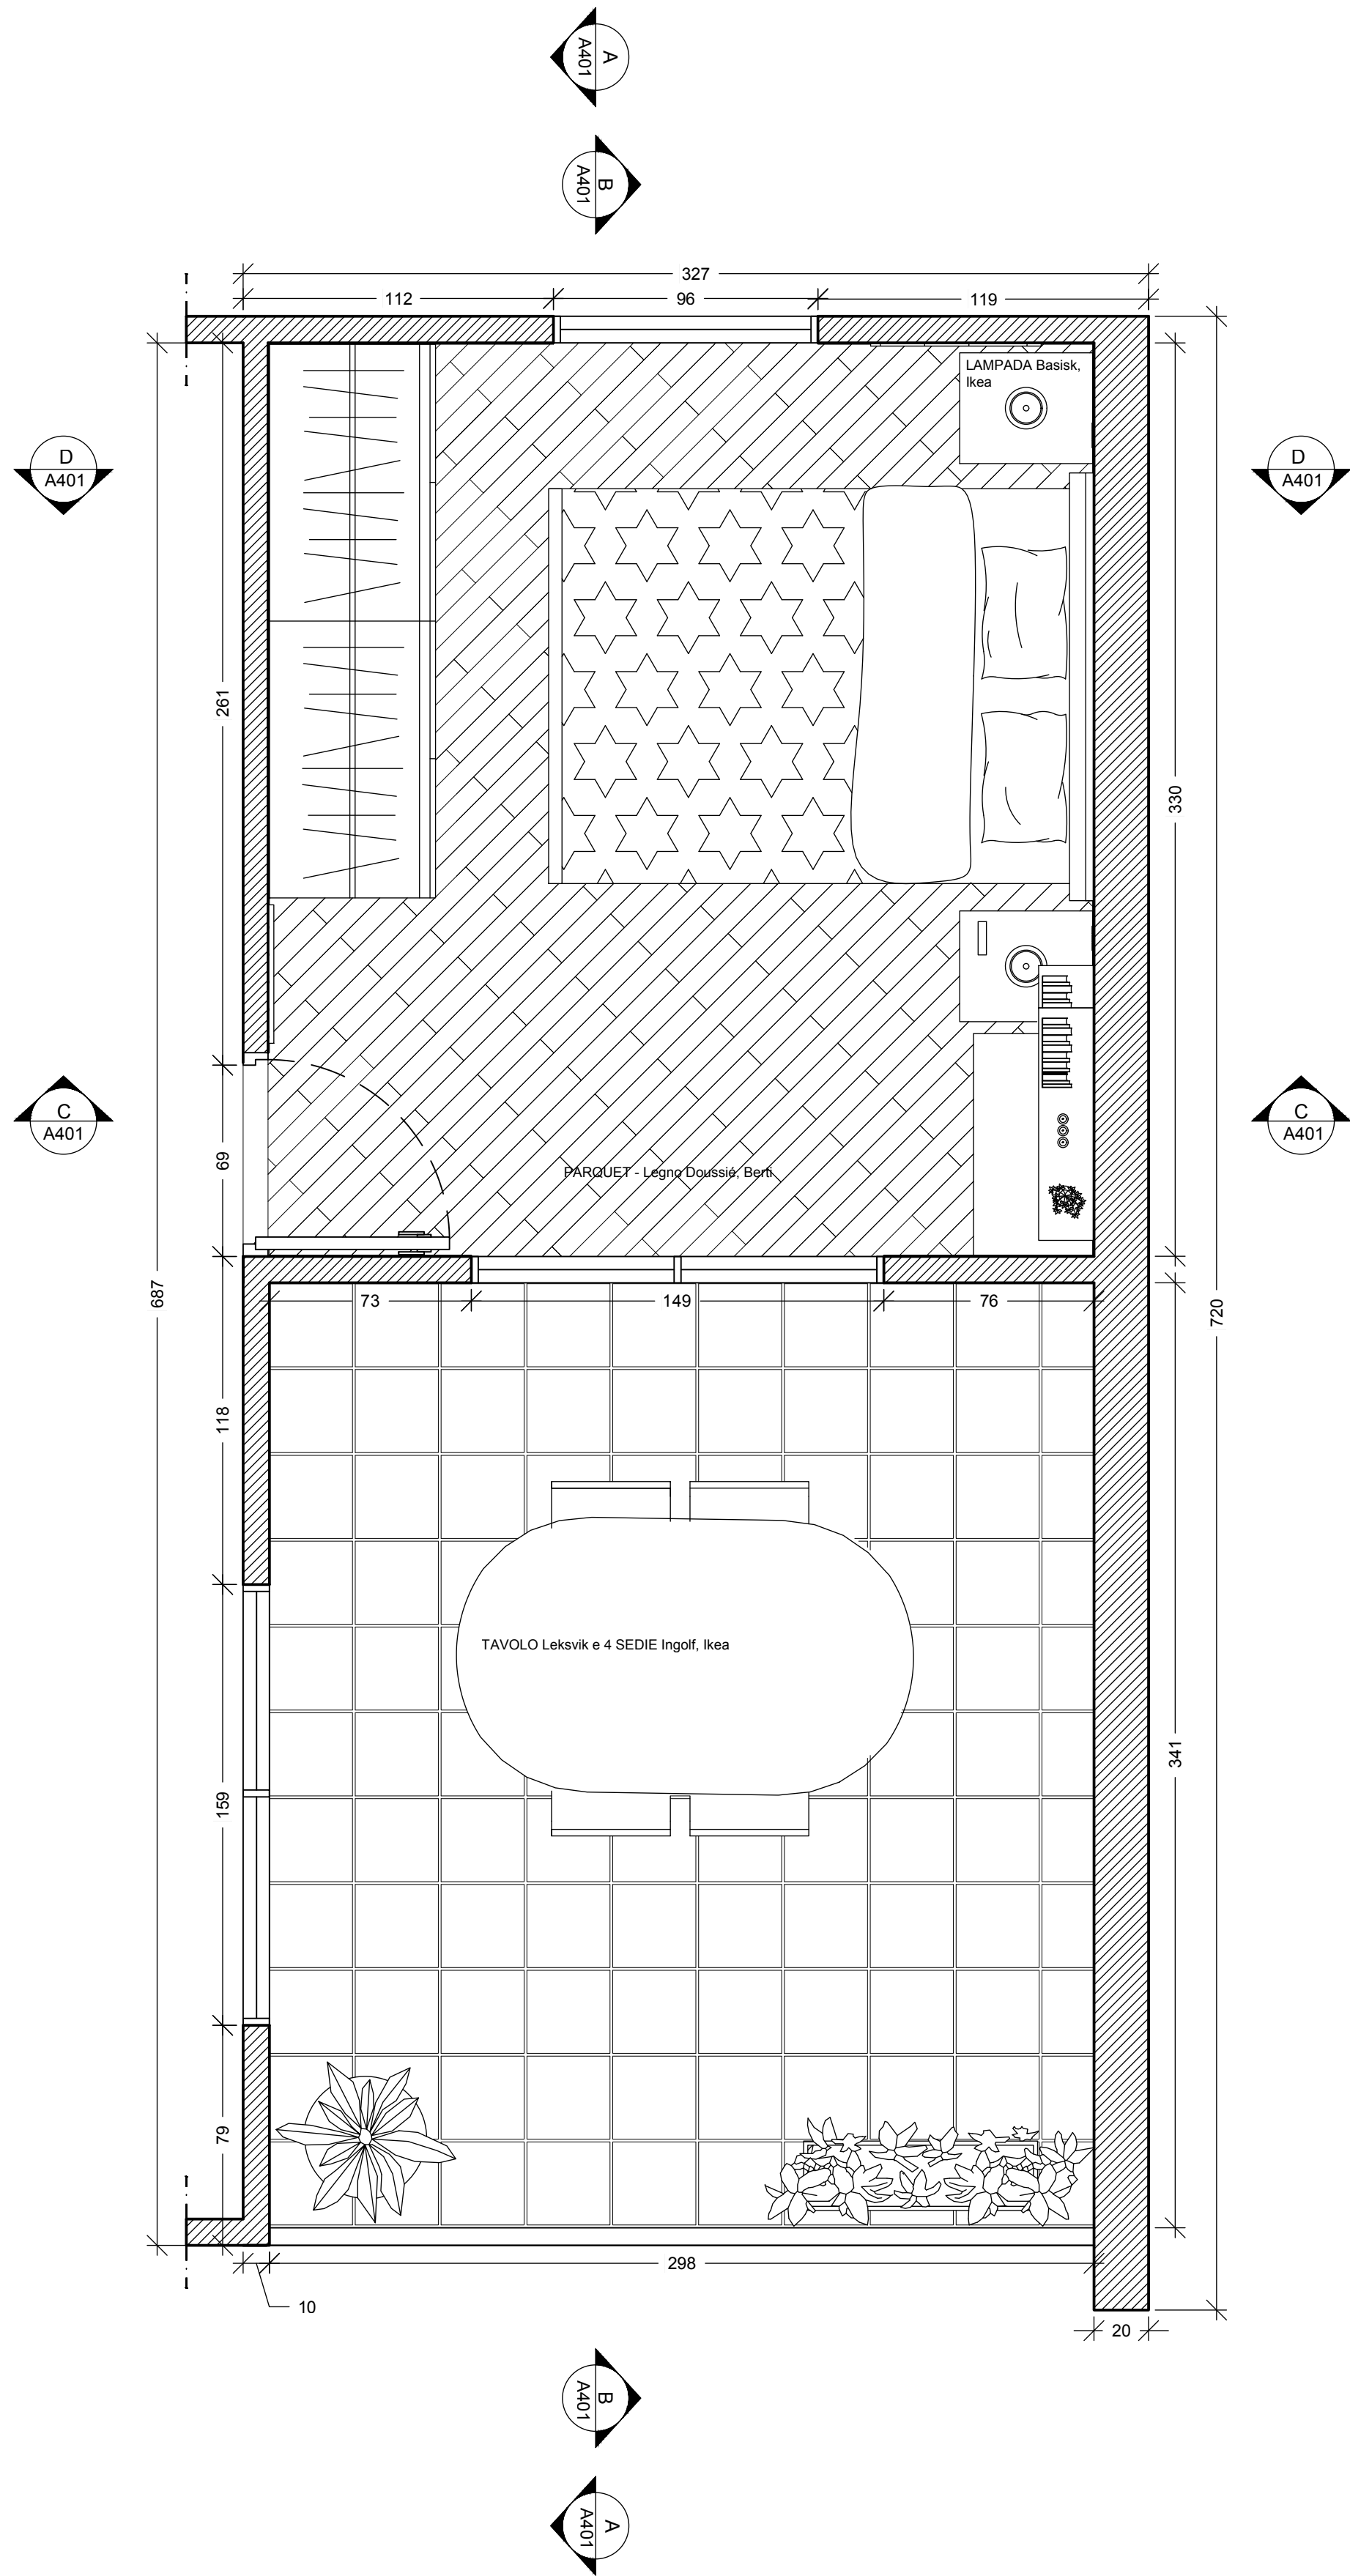 A
A401
B
A401
327
112
96
119
LAMPADA Basisk,
Ikea
D
A401
D
A401
261
330
C
A401
C
A401
69
PARQUET - Legno Doussié, Berti
687
73
149
76
720
118
TAVOLO Leksvik e 4 SEDIE Ingolf, Ikea
341
159
79
298
10
20
B
A401
A
A401